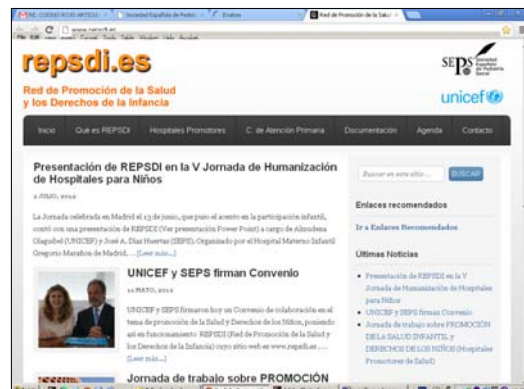 Sociedad Española de Pediatrí
Red de Promoción de la Salu
repsdi.es
Red de Promoción de la Salud
y los Derechos de la Infancia
SEPS Sociedad Española de Pediatría Social
unicef
Inicio Qué es REPSDI Hospitales Promotores C. de Atención Primaria Documentación Agenda Contacto
Presentación de REPSDI en la V Jornada de Humanización
de Hospitales para Niños
2 JULIO, 2012
La Jornada celebrada en Madrid el 13 de junio, que puso el acento en la participación infantil,
contó con una presentación de REPSDI (Ver presentación Power Point) a cargo de Almudena
Olaguibel (UNICEF) y José A. Díaz Huertas (SEPS). Organizado por el Hospital Materno Infantil
Gregorio Marañón de Madrid, ... [Leer más...]
UNICEF y SEPS firman Convenio
11 MAYO, 2012
UNICEF y SEPS firmaron hoy un Convenio de colaboración en el
tema de promoción de la Salud y Derechos de los Niños, poniendo
así en funcionamiento REPSDI (Red de Promoción de la Salud y
los Derechos de la Infancia) cuyo sitio web es www.repsdi.es ...
[Leer más...]
Jornada de trabajo sobre PROMOCIÓN
Buscar en este sitio ... BUSCAR
Enlaces recomendados
Ir a Enlaces Recomendados
Últimas Noticias
Presentación de REPSDI en la V
Jornada de Humanización de Hospitales
para Niños
UNICEF y SEPS firman Convenio
Jornada de trabajo sobre PROMOCIÓN
DE LA SALUD INFANTIL y
DERECHOS DE LOS NIÑOS (Hospitales
Promotores de Salud)